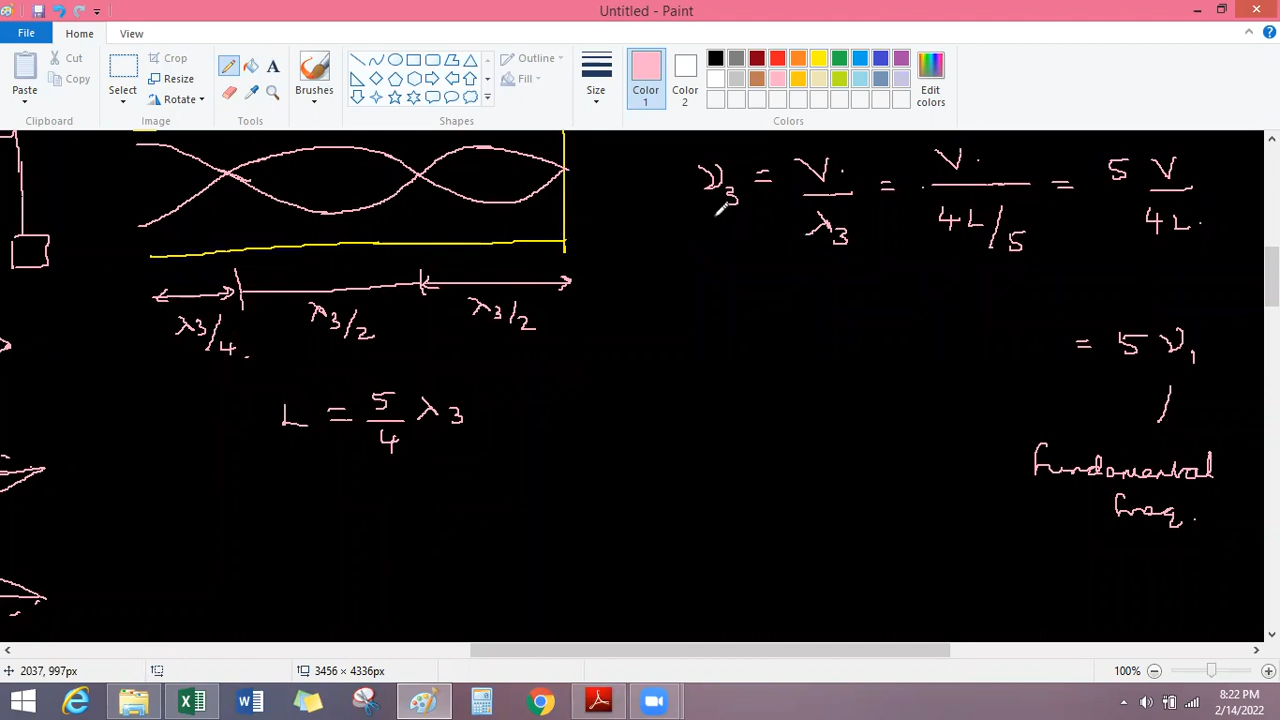 Untitled - Paint
File
Home
View
Paste
Cut
Copy
Clipboard
Select
Crop
Resize
Rotate
Image
A
Tools
Brushes
Outline
Fill
Shapes
Size
Color
1
Color
2
Edit
colors
Colors
ν3 = V / λ3 = V / 4L/5 = 5 V / 4L
λ3/4
λ3/2
λ3/2
= 5 ν1
L = 5/4 λ3
Fundamental
freq.
2037, 997px
3456 × 4336px
100%
8:22 PM
2/14/2022